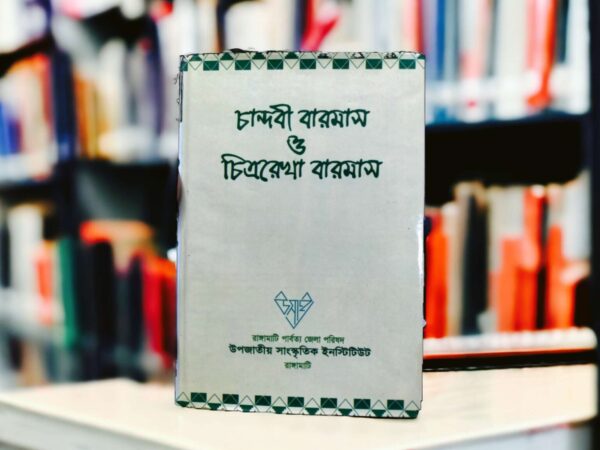 চান্দবী বারমাস
ও
চিত্ররেখা বারমাস
রাঙ্গামাটি পার্বত্য জেলা পরিষদ
উপজাতীয় সাংস্কৃতিক ইনস্টিটিউট
রাঙ্গামাটি